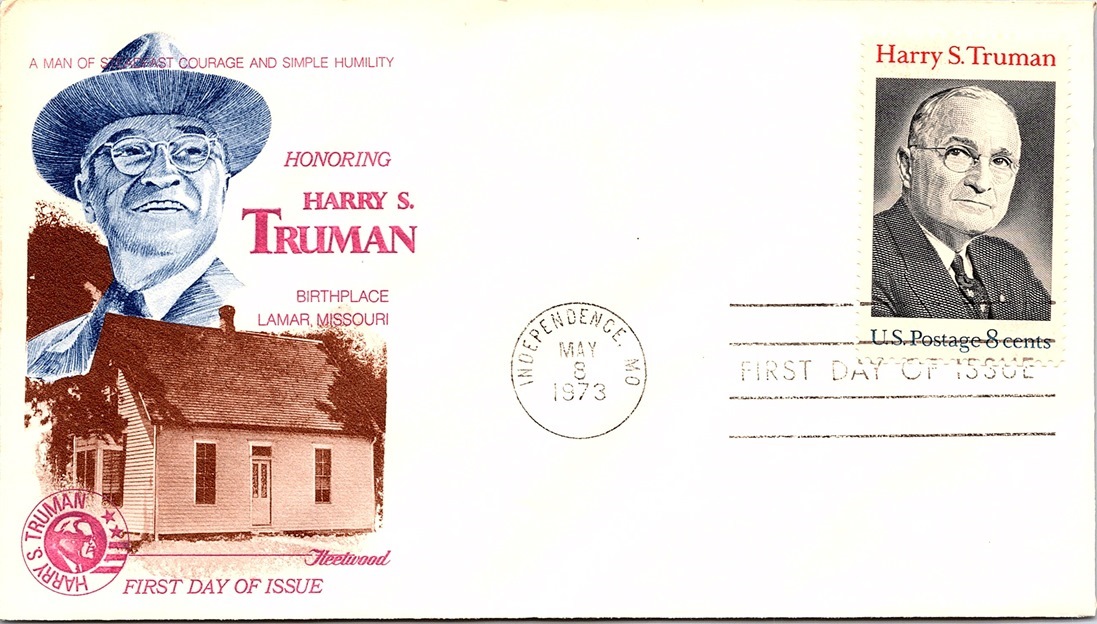 A MAN OF STEADFAST COURAGE AND SIMPLE HUMILITY
HONORING
HARRY S.
TRUMAN
BIRTHPLACE
LAMAR, MISSOURI
HARRY S TRUMAN
Fleetwood
FIRST DAY OF ISSUE
INDEPENDENCE, MO
MAY
8
1973
Harry S. Truman
U.S. Postage 8 cents
FIRST DAY OF ISSUE